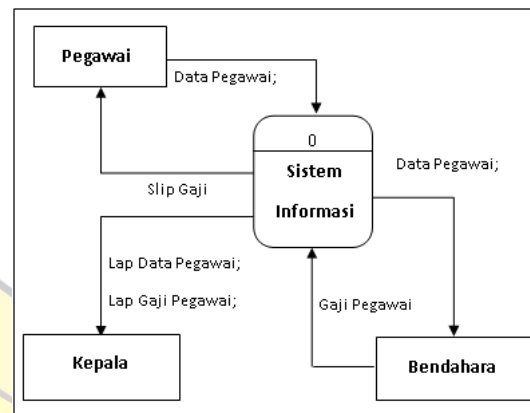 Pegawai
Data Pegawai;
0
Sistem
Informasi
Data Pegawai;
Slip Gaji
Lap Data Pegawai;
Lap Gaji Pegawai;
Gaji Pegawai
Kepala
Bendahara